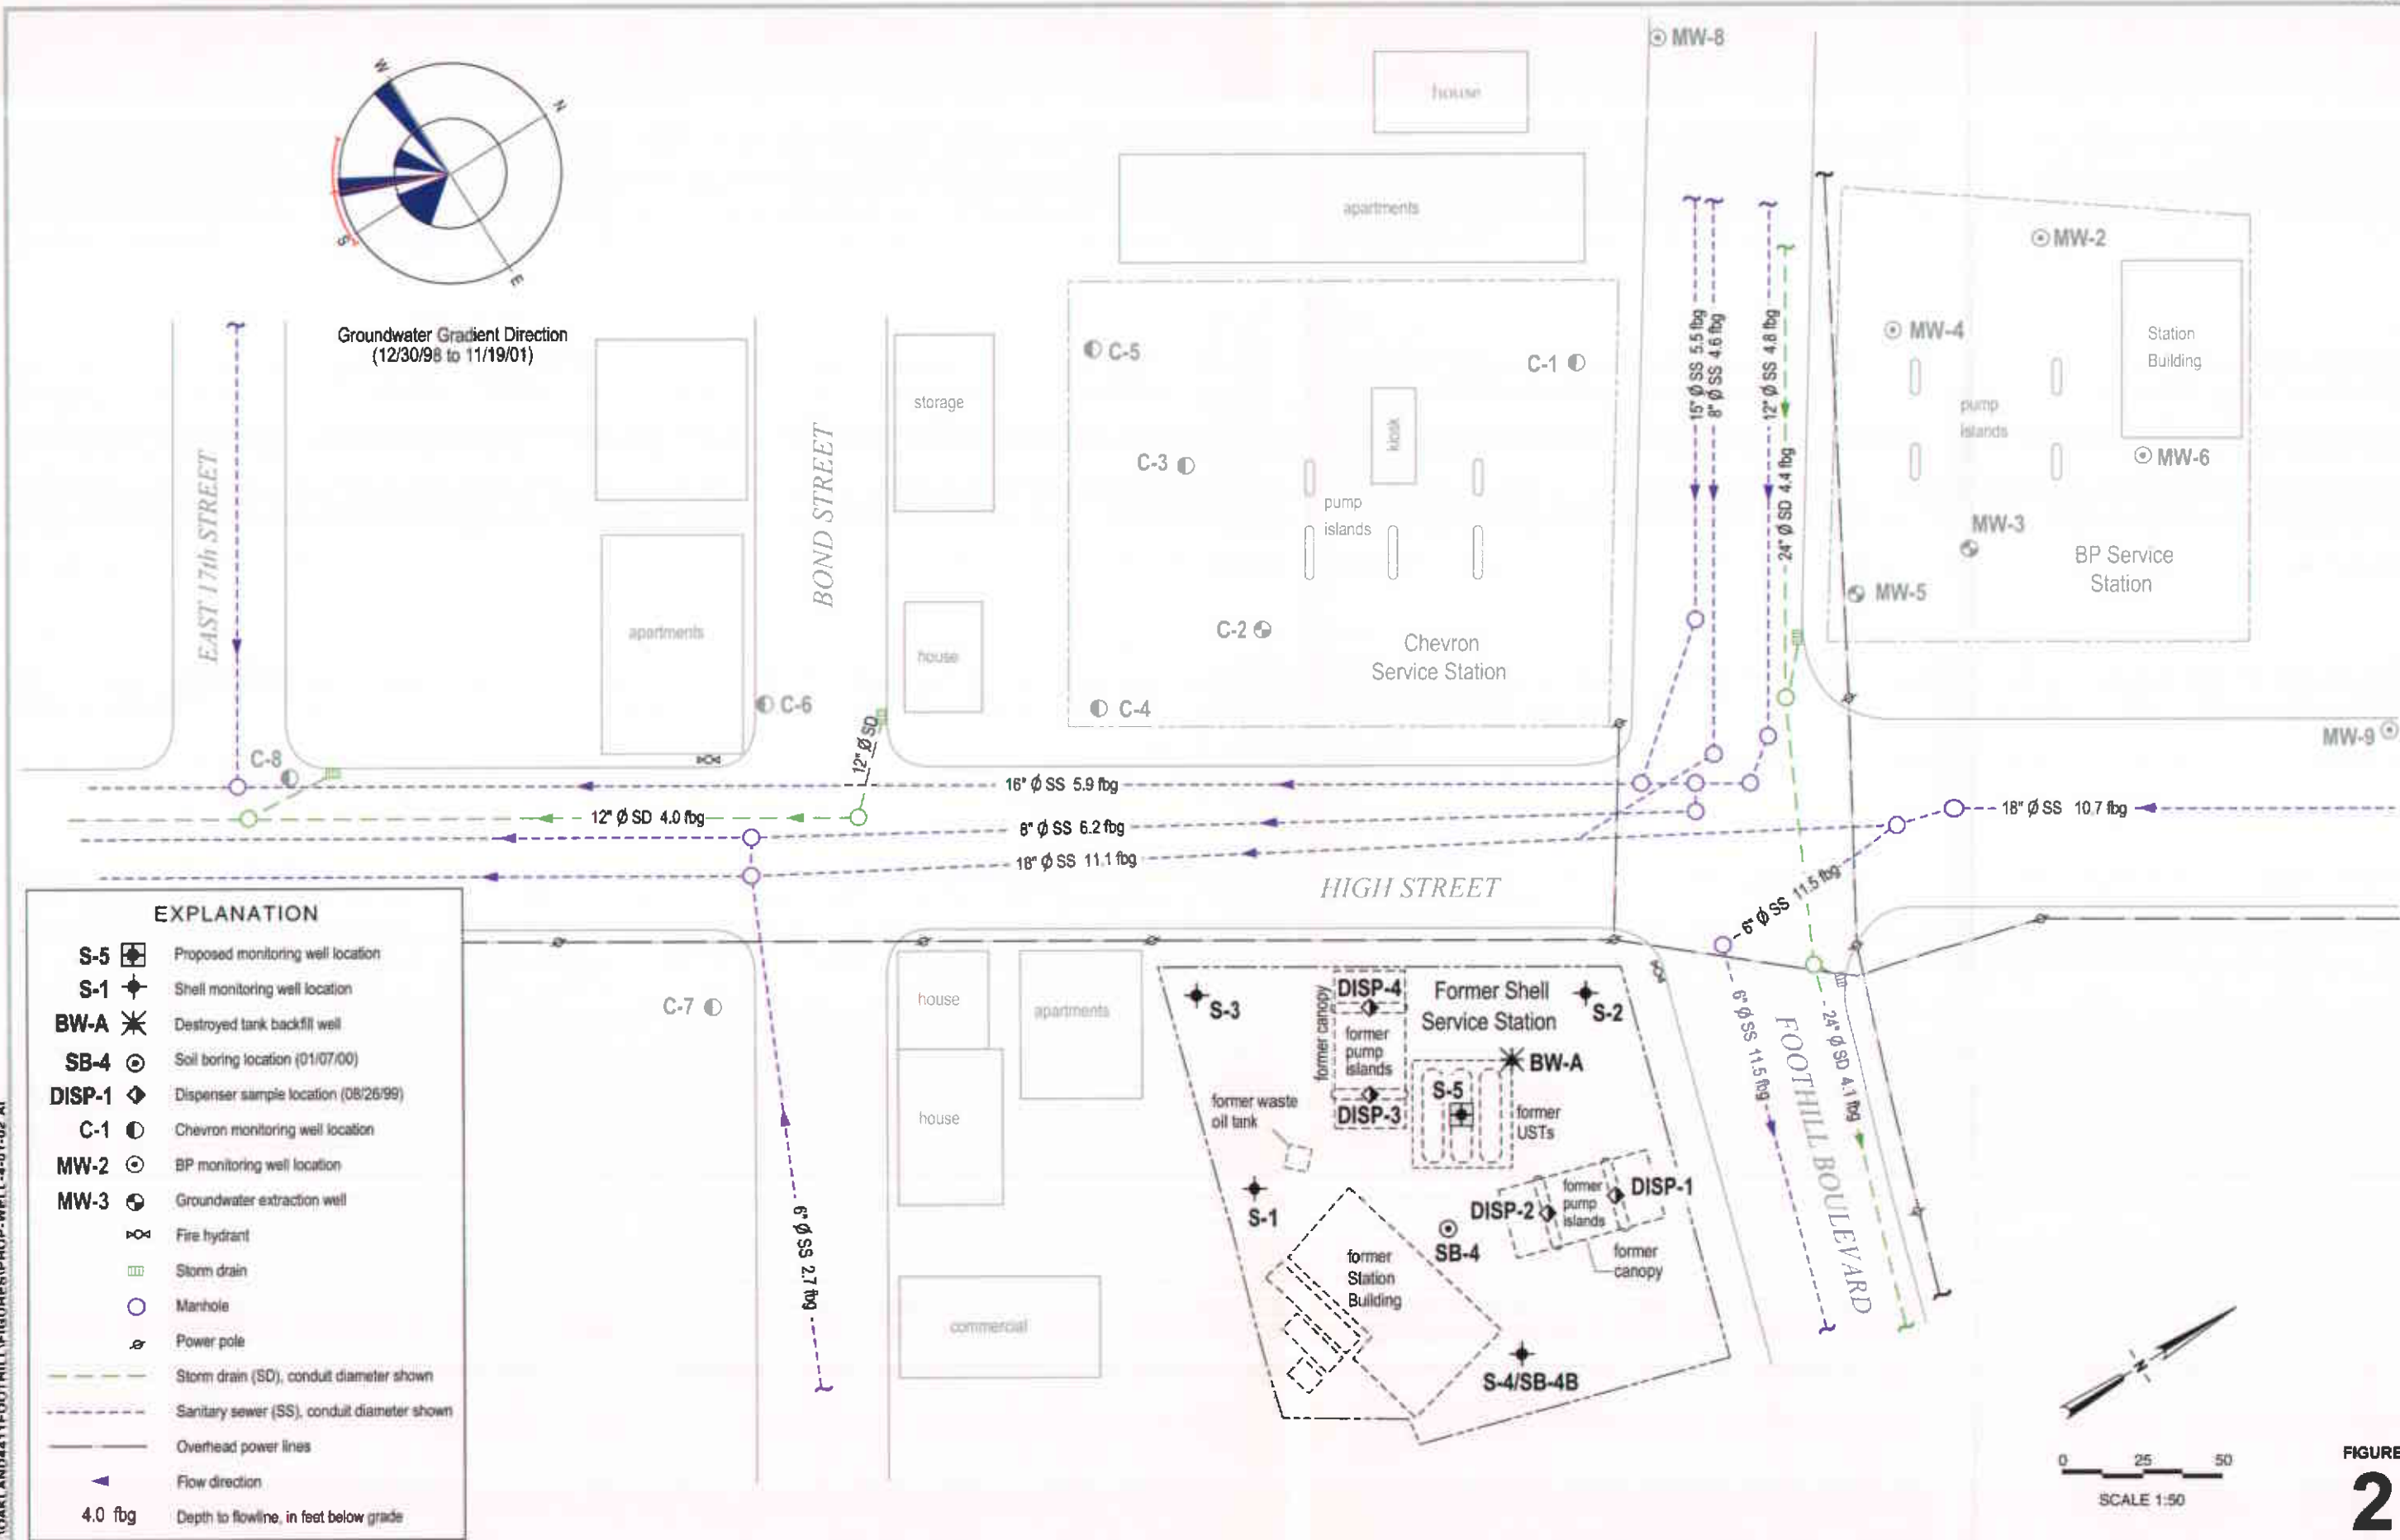 W
N
S
E
Groundwater Gradient Direction
(12/30/98 to 11/19/01)
MW-8
house
apartments
MW-2
MW-4
Station
Building
pump
islands
MW-6
MW-3
BP Service
Station
MW-5
MW-9
C-5
C-1
kiosk
C-3
pump
islands
C-2
Chevron
Service Station
C-4
15" Ø SS 5.5 fbg
8" Ø SS 4.6 fbg
12" Ø SS 4.8 fbg
24" Ø SD 4.4 fbg
EAST 17th STREET
BOND STREET
storage
apartments
house
C-6
C-8
12" Ø SD
16" Ø SS 5.9 fbg
12" Ø SD 4.0 fbg
8" Ø SS 6.2 fbg
18" Ø SS 11.1 fbg
18" Ø SS 10.7 fbg
HIGH STREET
6" Ø SS 11.5 fbg
6" Ø SS 11.5 fbg
FOOTHILL BOULEVARD
24" Ø SD 4.1 fbg
C-7
house
apartments
house
commercial
6" Ø SS 2.7 fbg
S-3
former canopy
DISP-4
former
pump
islands
DISP-3
Former Shell
Service Station
S-2
BW-A
S-5
former
USTs
former waste
oil tank
S-1
DISP-2
former
pump
islands
DISP-1
SB-4
former
canopy
former
Station
Building
S-4/SB-4B
EXPLANATION
S-5 Proposed monitoring well location
S-1 Shell monitoring well location
BW-A Destroyed tank backfill well
SB-4 Soil boring location (01/07/00)
DISP-1 Dispenser sample location (08/26/99)
C-1 Chevron monitoring well location
MW-2 BP monitoring well location
MW-3 Groundwater extraction well
Fire hydrant
Storm drain
Manhole
Power pole
Storm drain (SD), conduit diameter shown
Sanitary sewer (SS), conduit diameter shown
Overhead power lines
Flow direction
4.0 fbg Depth to flowline, in feet below grade
N
0 25 50
SCALE 1:50
FIGURE
2